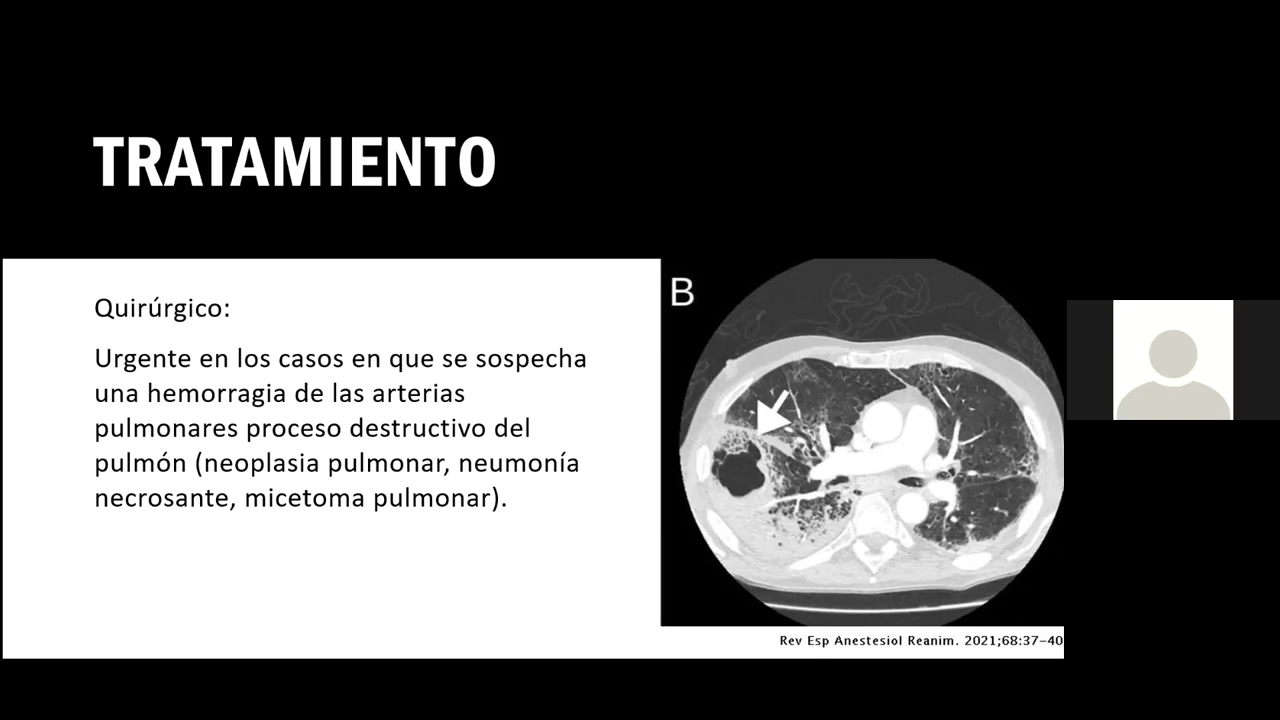 TRATAMIENTO
Quirúrgico:
Urgente en los casos en que se sospecha
una hemorragia de las arterias
pulmonares proceso destructivo del
pulmón (neoplasia pulmonar, neumonía
necrosante, micetoma pulmonar).
B
Rev Esp Anestesiol Reanim. 2021;68:37–40